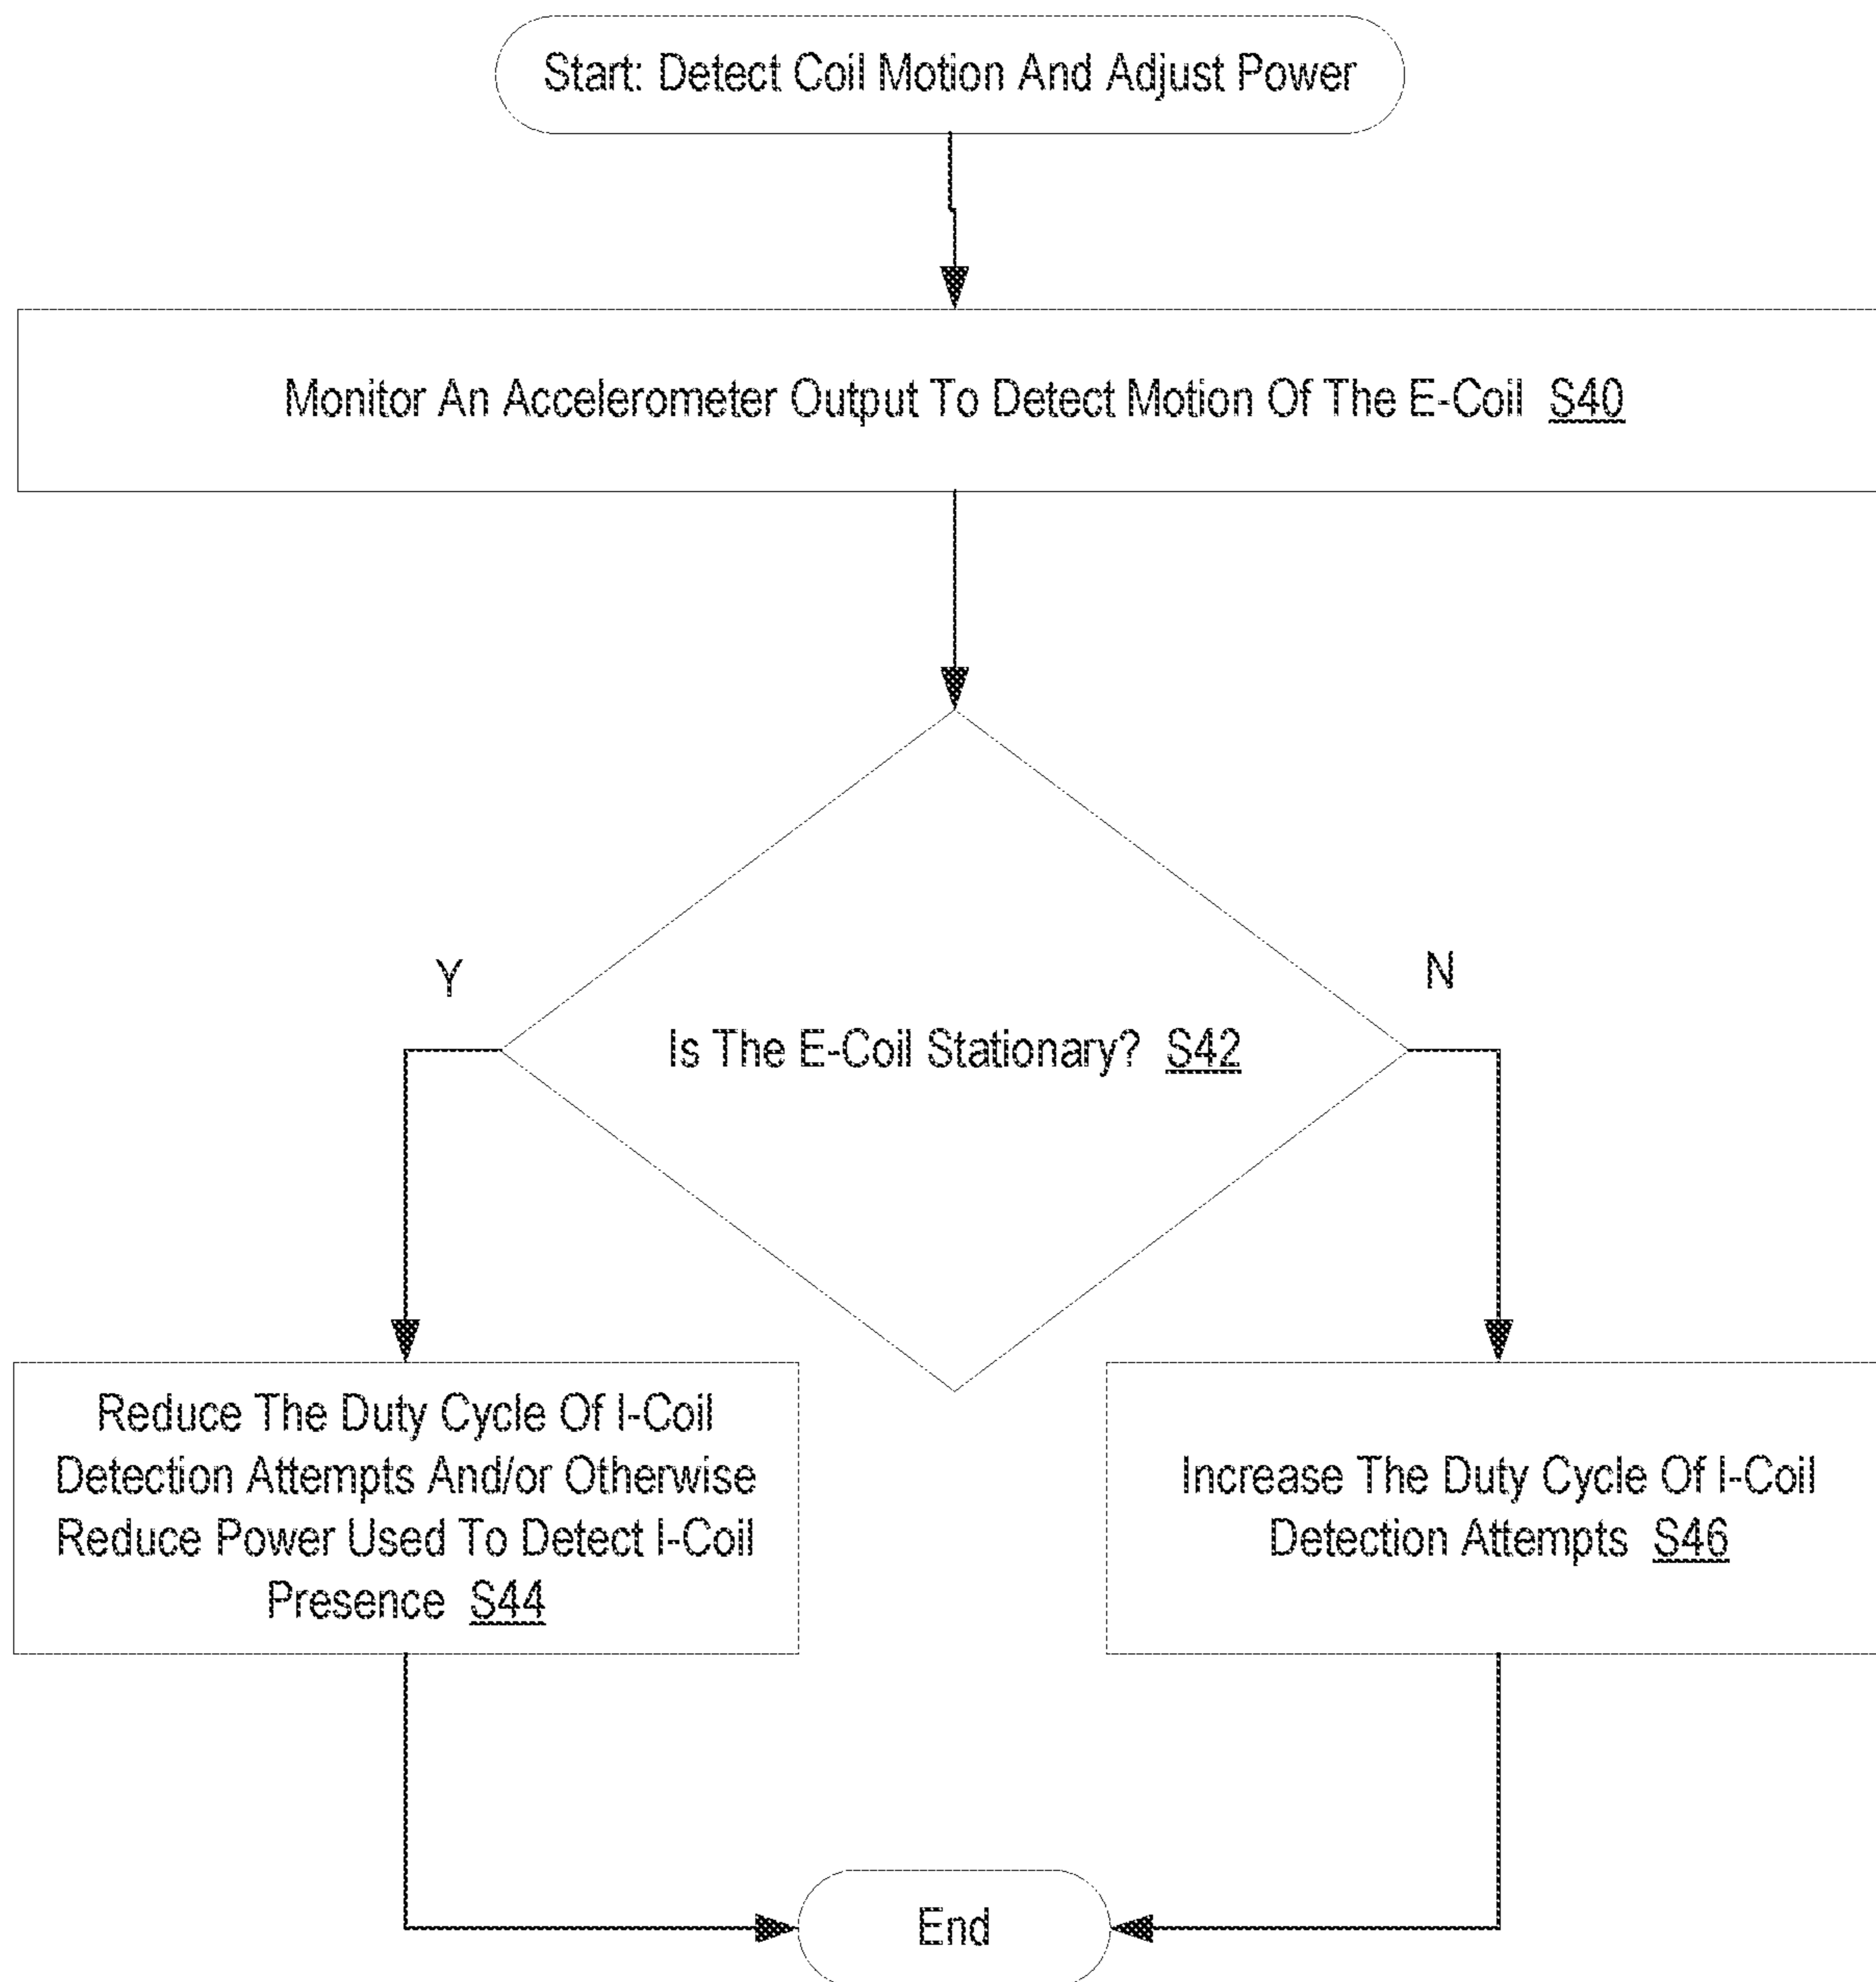 Start: Detect Coil Motion And Adjust Power
Monitor An Accelerometer Output To Detect Motion Of The E-Coil S40
Y
N
Is The E-Coil Stationary? S42
Reduce The Duty Cycle Of I-Coil
Detection Attempts And/or Otherwise
Reduce Power Used To Detect I-Coil
Presence S44
Increase The Duty Cycle Of I-Coil
Detection Attempts S46
End